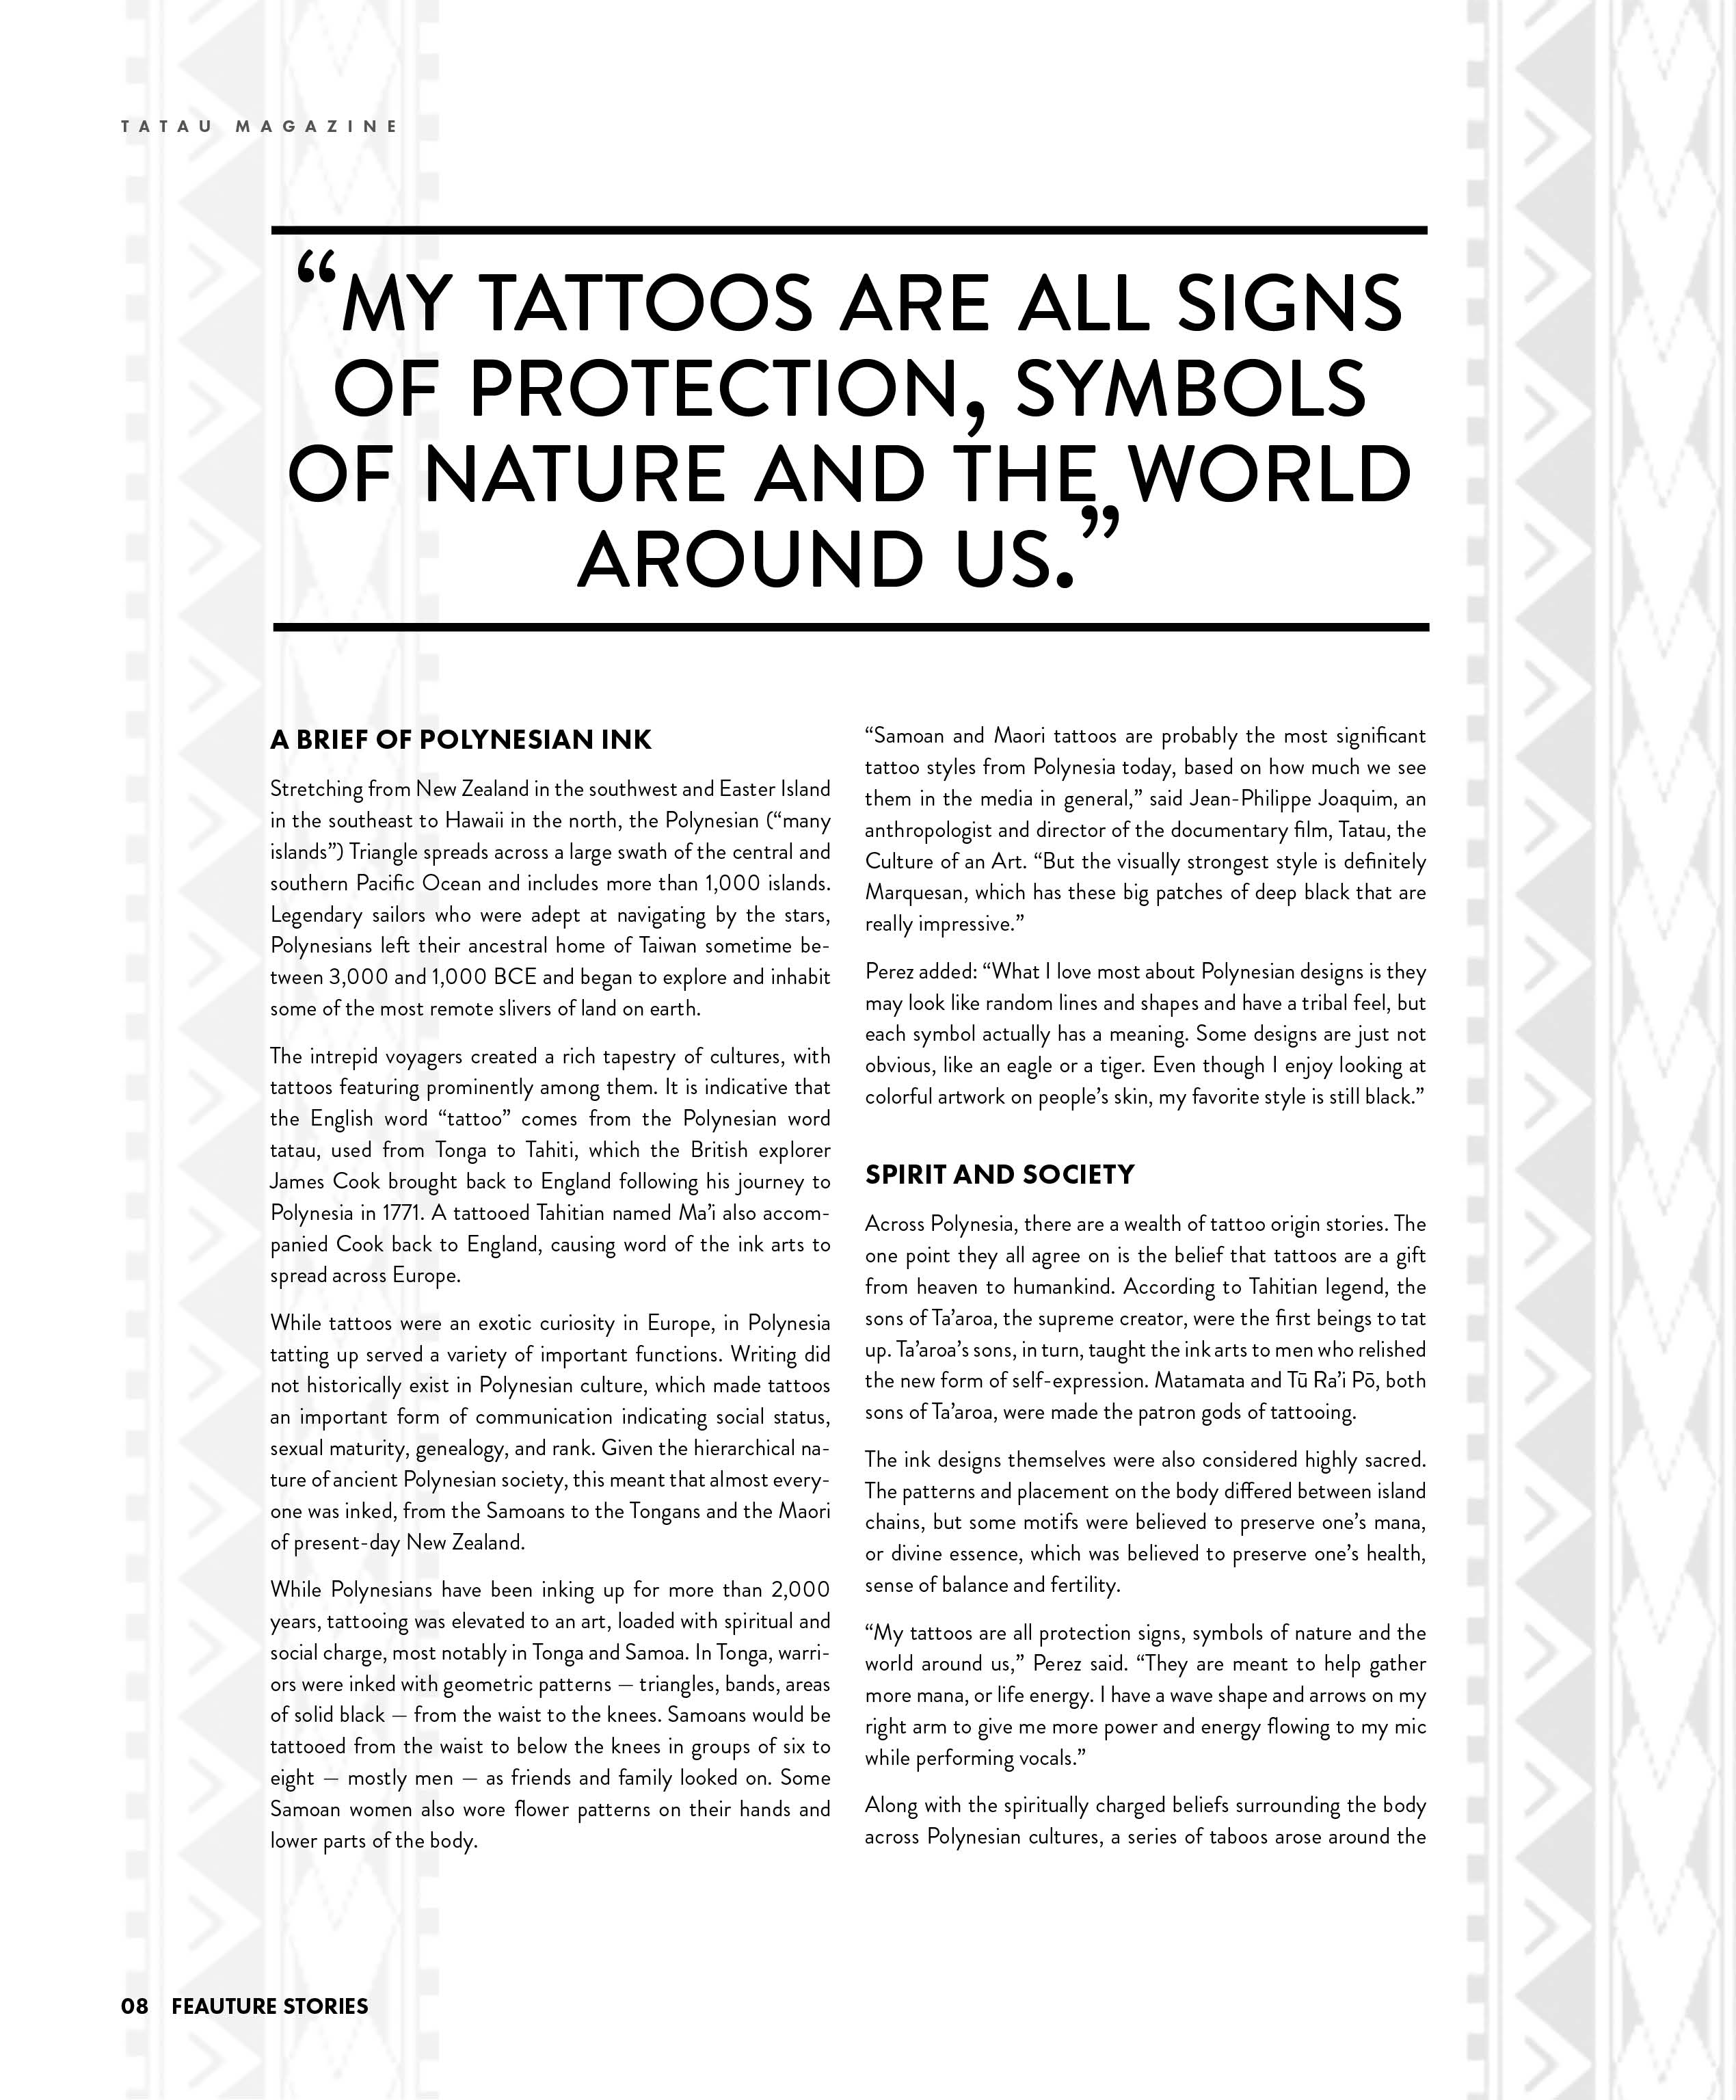 TATAU MAGAZINE
“MY TATTOOS ARE ALL SIGNS
OF PROTECTION, SYMBOLS
OF NATURE AND THE WORLD
AROUND US.”
A BRIEF OF POLYNESIAN INK
Stretching from New Zealand in the southwest and Easter Island
in the southeast to Hawaii in the north, the Polynesian (“many
islands”) Triangle spreads across a large swath of the central and
southern Pacific Ocean and includes more than 1,000 islands.
Legendary sailors who were adept at navigating by the stars,
Polynesians left their ancestral home of Taiwan sometime be-
tween 3,000 and 1,000 BCE and began to explore and inhabit
some of the most remote slivers of land on earth.
The intrepid voyagers created a rich tapestry of cultures, with
tattoos featuring prominently among them. It is indicative that
the English word “tattoo” comes from the Polynesian word
tatau, used from Tonga to Tahiti, which the British explorer
James Cook brought back to England following his journey to
Polynesia in 1771. A tattooed Tahitian named Ma’i also accom-
panied Cook back to England, causing word of the ink arts to
spread across Europe.
While tattoos were an exotic curiosity in Europe, in Polynesia
tatting up served a variety of important functions. Writing did
not historically exist in Polynesian culture, which made tattoos
an important form of communication indicating social status,
sexual maturity, genealogy, and rank. Given the hierarchical na-
ture of ancient Polynesian society, this meant that almost every-
one was inked, from the Samoans to the Tongans and the Maori
of present-day New Zealand.
While Polynesians have been inking up for more than 2,000
years, tattooing was elevated to an art, loaded with spiritual and
social charge, most notably in Tonga and Samoa. In Tonga, warri-
ors were inked with geometric patterns — triangles, bands, areas
of solid black — from the waist to the knees. Samoans would be
tattooed from the waist to below the knees in groups of six to
eight — mostly men — as friends and family looked on. Some
Samoan women also wore flower patterns on their hands and
lower parts of the body.
“Samoan and Maori tattoos are probably the most significant
tattoo styles from Polynesia today, based on how much we see
them in the media in general,” said Jean-Philippe Joaquim, an
anthropologist and director of the documentary film, Tatau, the
Culture of an Art. “But the visually strongest style is definitely
Marquesan, which has these big patches of deep black that are
really impressive.”
Perez added: “What I love most about Polynesian designs is they
may look like random lines and shapes and have a tribal feel, but
each symbol actually has a meaning. Some designs are just not
obvious, like an eagle or a tiger. Even though I enjoy looking at
colorful artwork on people’s skin, my favorite style is still black.”
SPIRIT AND SOCIETY
Across Polynesia, there are a wealth of tattoo origin stories. The
one point they all agree on is the belief that tattoos are a gift
from heaven to humankind. According to Tahitian legend, the
sons of Ta’aroa, the supreme creator, were the first beings to tat
up. Ta’aroa’s sons, in turn, taught the ink arts to men who relished
the new form of self-expression. Matamata and Tū Ra’i Pō, both
sons of Ta’aroa, were made the patron gods of tattooing.
The ink designs themselves were also considered highly sacred.
The patterns and placement on the body differed between island
chains, but some motifs were believed to preserve one’s mana,
or divine essence, which was believed to preserve one’s health,
sense of balance and fertility.
“My tattoos are all protection signs, symbols of nature and the
world around us,” Perez said. “They are meant to help gather
more mana, or life energy. I have a wave shape and arrows on my
right arm to give me more power and energy flowing to my mic
while performing vocals.”
Along with the spiritually charged beliefs surrounding the body
across Polynesian cultures, a series of taboos arose around the
08 FEAUTURE STORIES